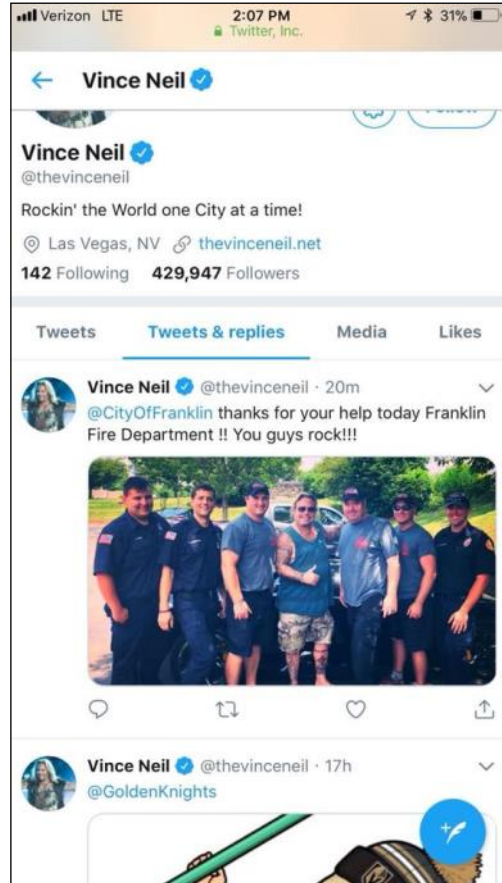 Verizon LTE 2:07 PM 31%
Twitter, Inc.
Vince Neil
Vince Neil
@thevinceneil
Rockin' the World one City at a time!
Las Vegas, NV thevinceneil.net
142 Following 429,947 Followers
Tweets Tweets & replies Media Likes
Vince Neil @thevinceneil · 20m
@CityOfFranklin thanks for your help today Franklin
Fire Department !! You guys rock!!!
Vince Neil @thevinceneil · 17h
@GoldenKnights